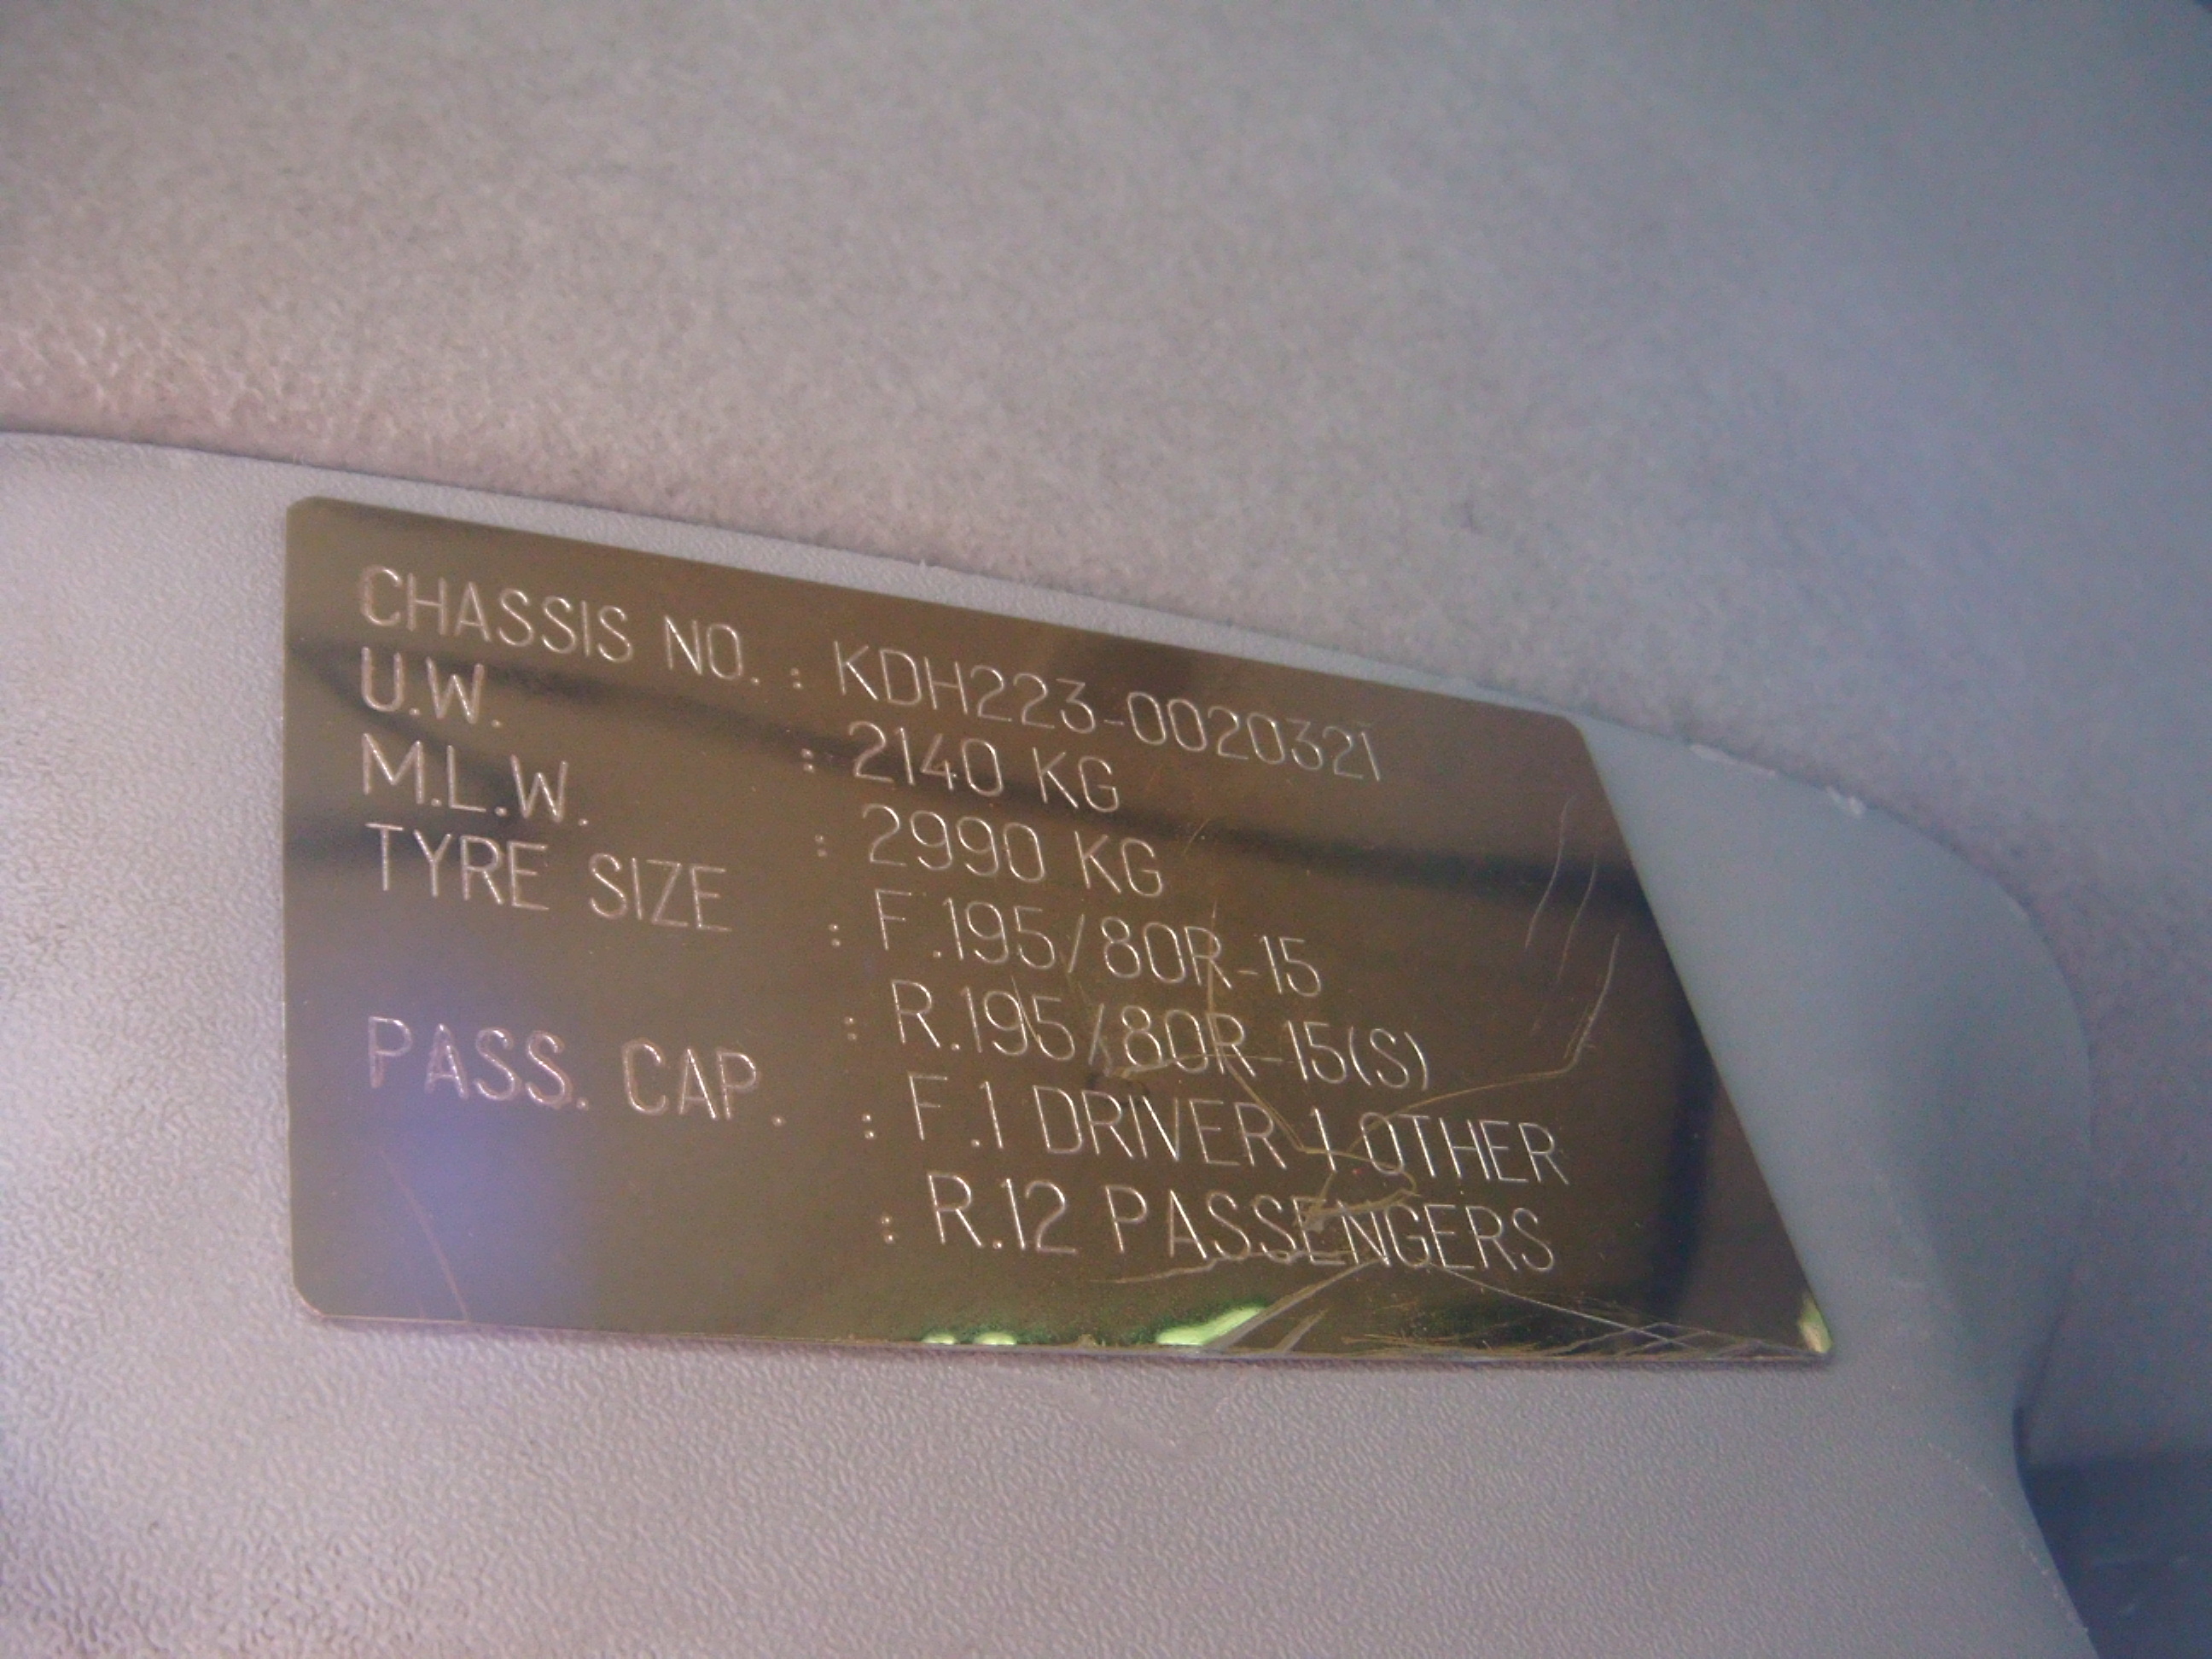 CHASSIS NO. : KDH223-0020321
U.W. : 2140 KG
M.L.W. : 2990 KG
TYRE SIZE : F.195/80R-15
: R.195/80R-15(S)
PASS. CAP. : F.1 DRIVER 1 OTHER
: R.12 PASSENGERS